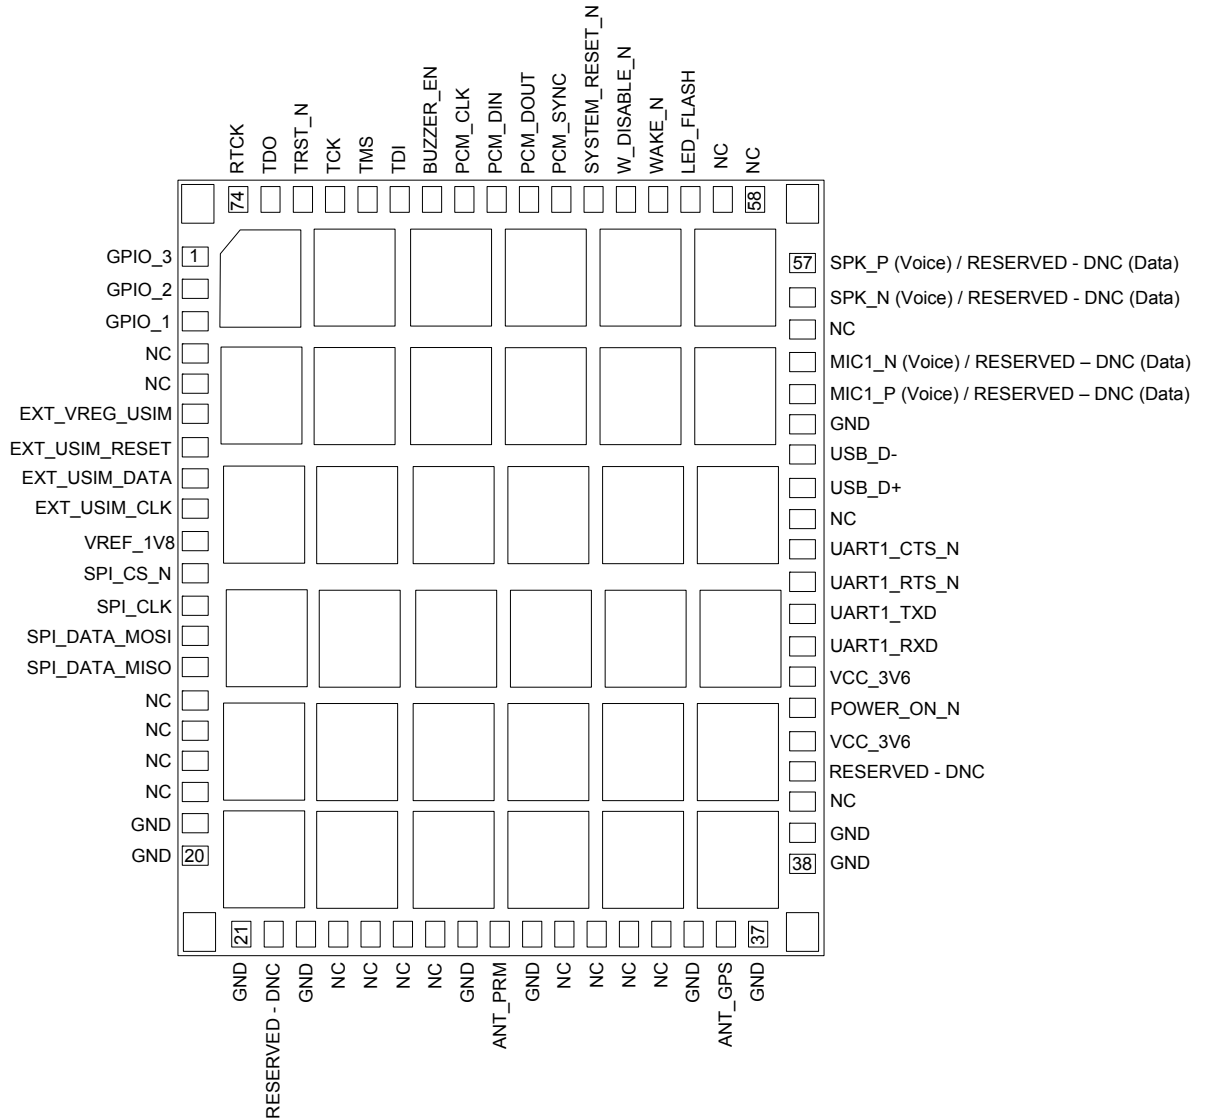 RTCK
TDO
TRST_N
TCK
TMS
TDI
BUZZER_EN
PCM_CLK
PCM_DIN
PCM_DOUT
PCM_SYNC
SYSTEM_RESET_N
W_DISABLE_N
WAKE_N
LED_FLASH
NC
NC
74
58
GPIO_3 1
GPIO_2
GPIO_1
NC
NC
EXT_VREG_USIM
EXT_USIM_RESET
EXT_USIM_DATA
EXT_USIM_CLK
VREF_1V8
SPI_CS_N
SPI_CLK
SPI_DATA_MOSI
SPI_DATA_MISO
NC
NC
NC
NC
GND
GND 20
57 SPK_P (Voice) / RESERVED - DNC (Data)
SPK_N (Voice) / RESERVED - DNC (Data)
NC
MIC1_N (Voice) / RESERVED – DNC (Data)
MIC1_P (Voice) / RESERVED – DNC (Data)
GND
USB_D-
USB_D+
NC
UART1_CTS_N
UART1_RTS_N
UART1_TXD
UART1_RXD
VCC_3V6
POWER_ON_N
VCC_3V6
RESERVED - DNC
NC
GND
38 GND
21
37
GND
RESERVED - DNC
GND
NC
NC
NC
NC
GND
ANT_PRM
GND
NC
NC
NC
NC
GND
ANT_GPS
GND